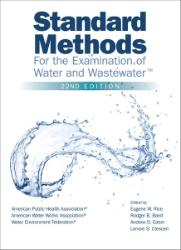 Standard
Methods
For the Examination of
Water and Wastewater™
22ND EDITION
American Public Health Association®
American Water Works Association®
Water Environment Federation®
Edited by
Eugene W. Rice
Rodger B. Baird
Andrew D. Eaton
Lenore S. Clesceri